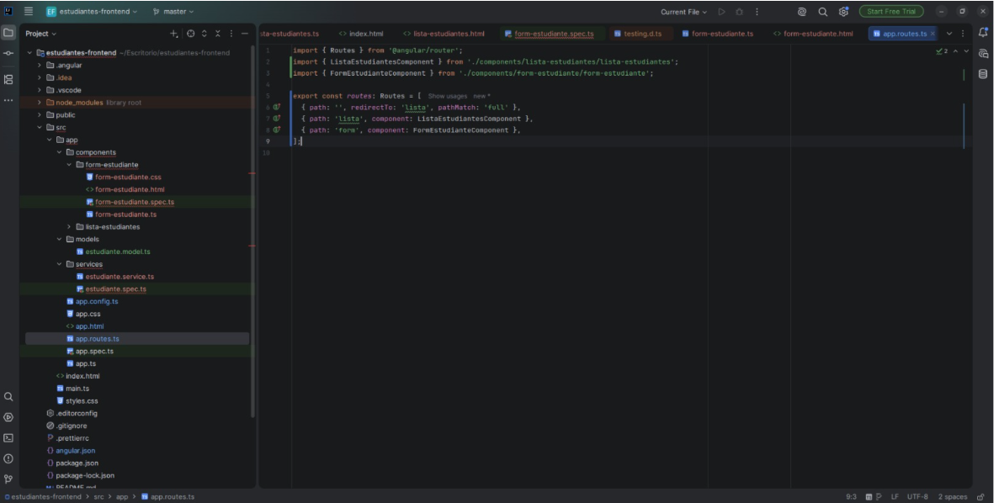 EF estudiantes-frontend master Current File Start Free Trial
Project
sta-estudiantes.ts index.html lista-estudiantes.html form-estudiante.spec.ts testing.d.ts form-estudiante.ts form-estudiante.html app.routes.ts
estudiantes-frontend ~/Escritorio/estudiantes-frontend
.angular
.idea
.vscode
node_modules library root
public
src
app
components
form-estudiante
form-estudiante.css
form-estudiante.html
form-estudiante.spec.ts
form-estudiante.ts
lista-estudiantes
models
estudiante.model.ts
services
estudiante.service.ts
estudiante.spec.ts
app.config.ts
app.css
app.html
app.routes.ts
app.spec.ts
app.ts
index.html
main.ts
styles.css
.editorconfig
.gitignore
.prettierrc
angular.json
package.json
package-lock.json
README.md
1 import { Routes } from '@angular/router';
2 import { ListaEstudiantesComponent } from './components/lista-estudiantes/lista-estudiantes';
3 import { FormEstudianteComponent } from './components/form-estudiante/form-estudiante';
4
5 export const routes: Routes = [ Show usages new *
6 { path: '', redirectTo: 'lista', pathMatch: 'full' },
7 { path: 'lista', component: ListaEstudiantesComponent },
8 { path: 'form', component: FormEstudianteComponent },
9 ];
10
2
estudiantes-frontend > src > app > app.routes.ts 9:3 LF UTF-8 2 spaces